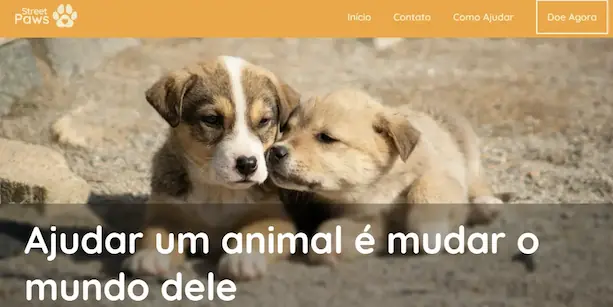 Street
Paws
Início
Contato
Como Ajudar
Doe Agora
Ajudar um animal é mudar o
mundo dele